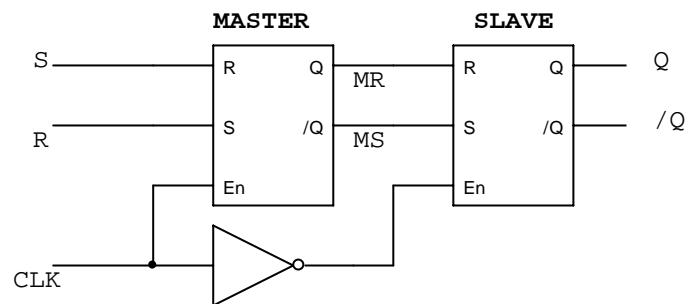 MASTER SLAVE
S R Q MR R Q Q
R S /Q MS S /Q /Q
En En
CLK